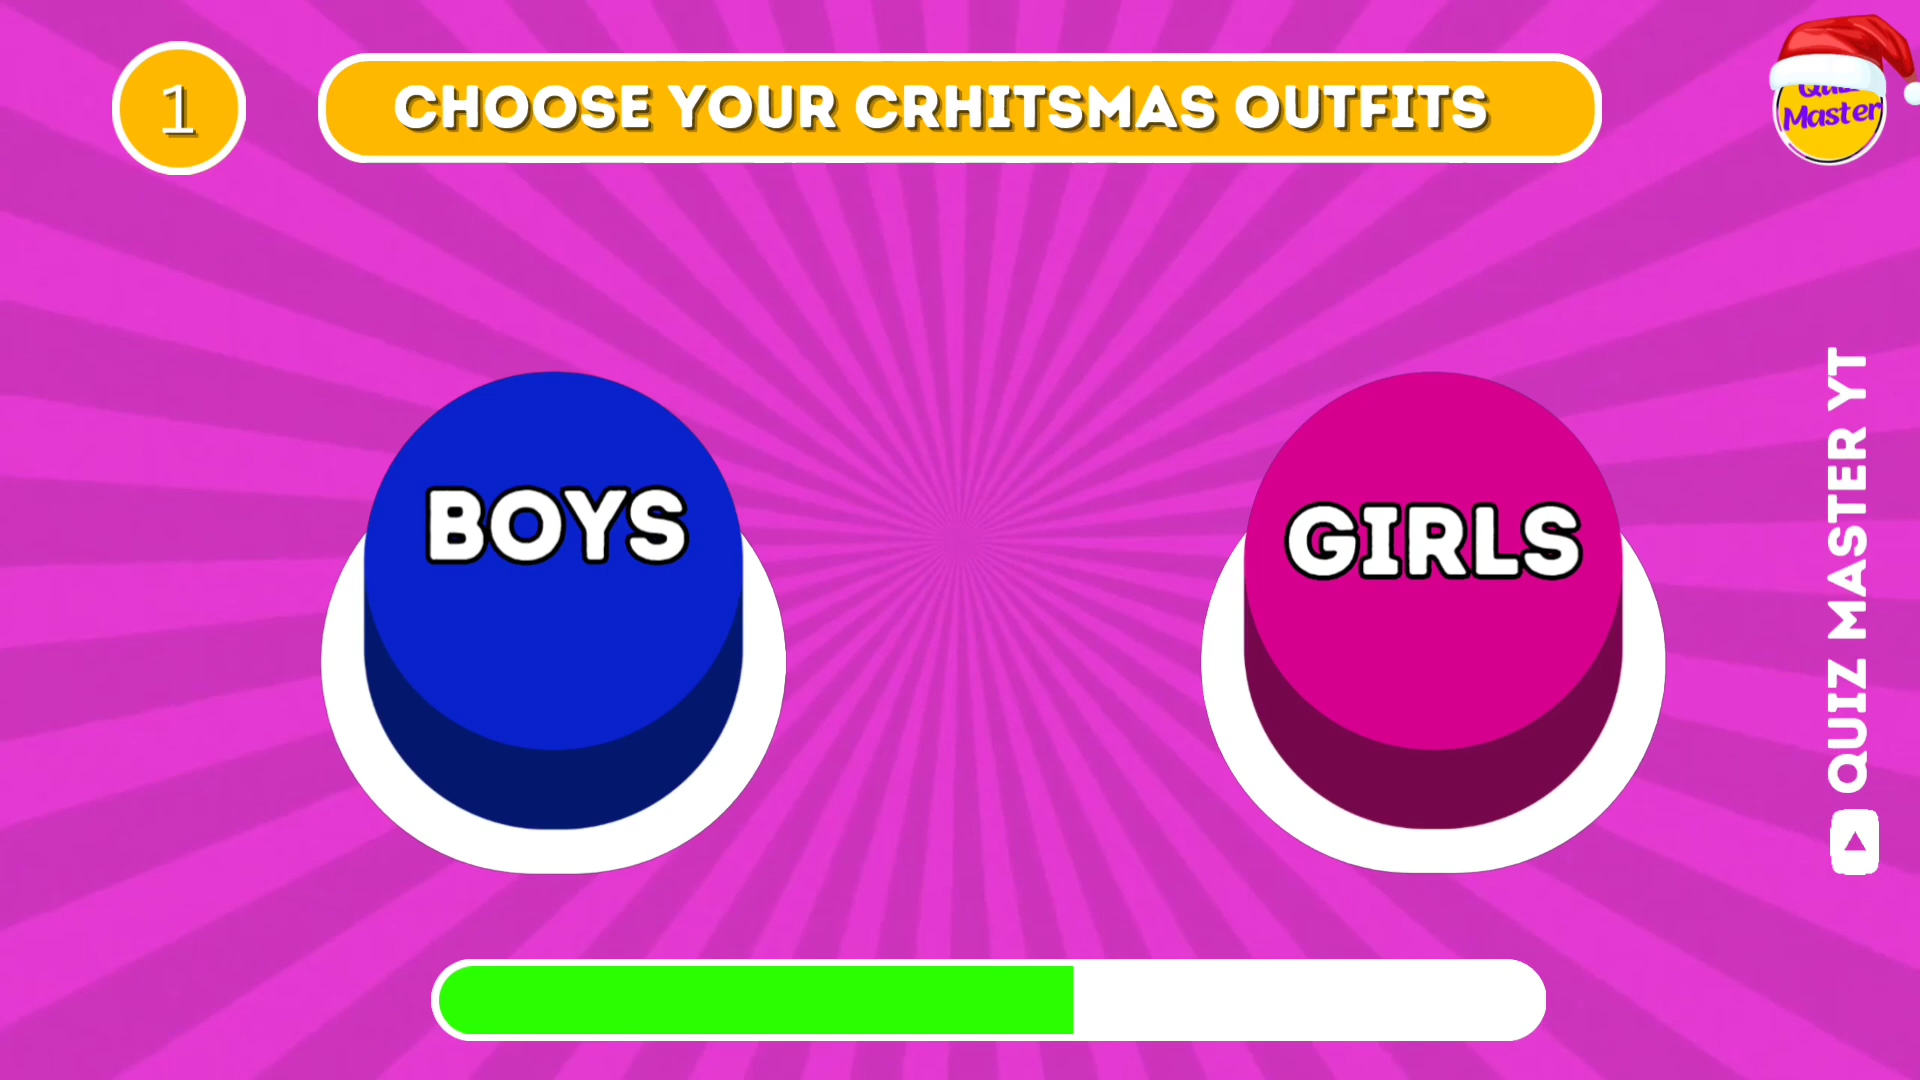 1
CHOOSE YOUR CRHITSMAS OUTFITS
Master
BOYS
GIRLS
QUIZ MASTER YT